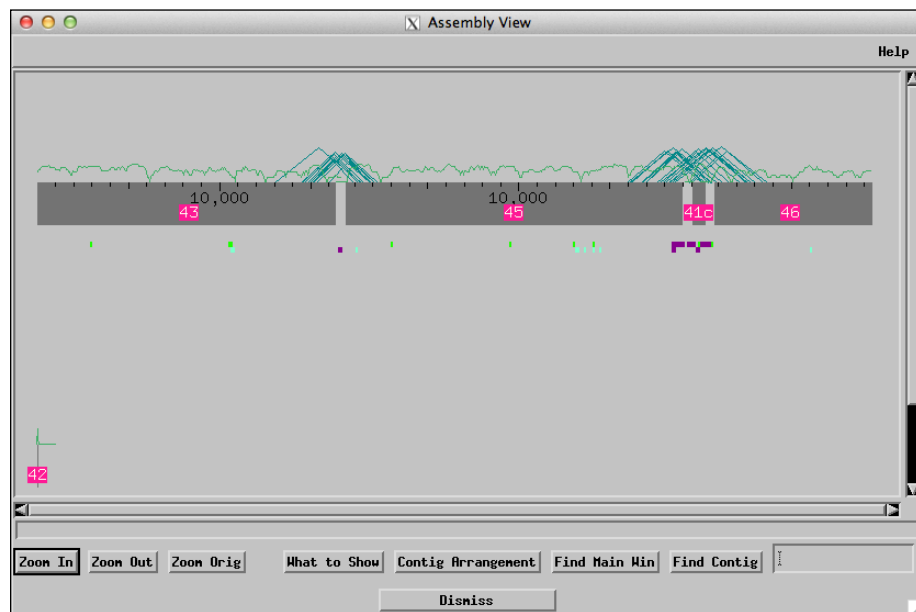 X Assembly View
Help
10,000 10,000
43 45 41c 46
42
Zoom In Zoom Out Zoom Orig What to Show Contig Arrangement Find Main Win Find Contig
Dismiss